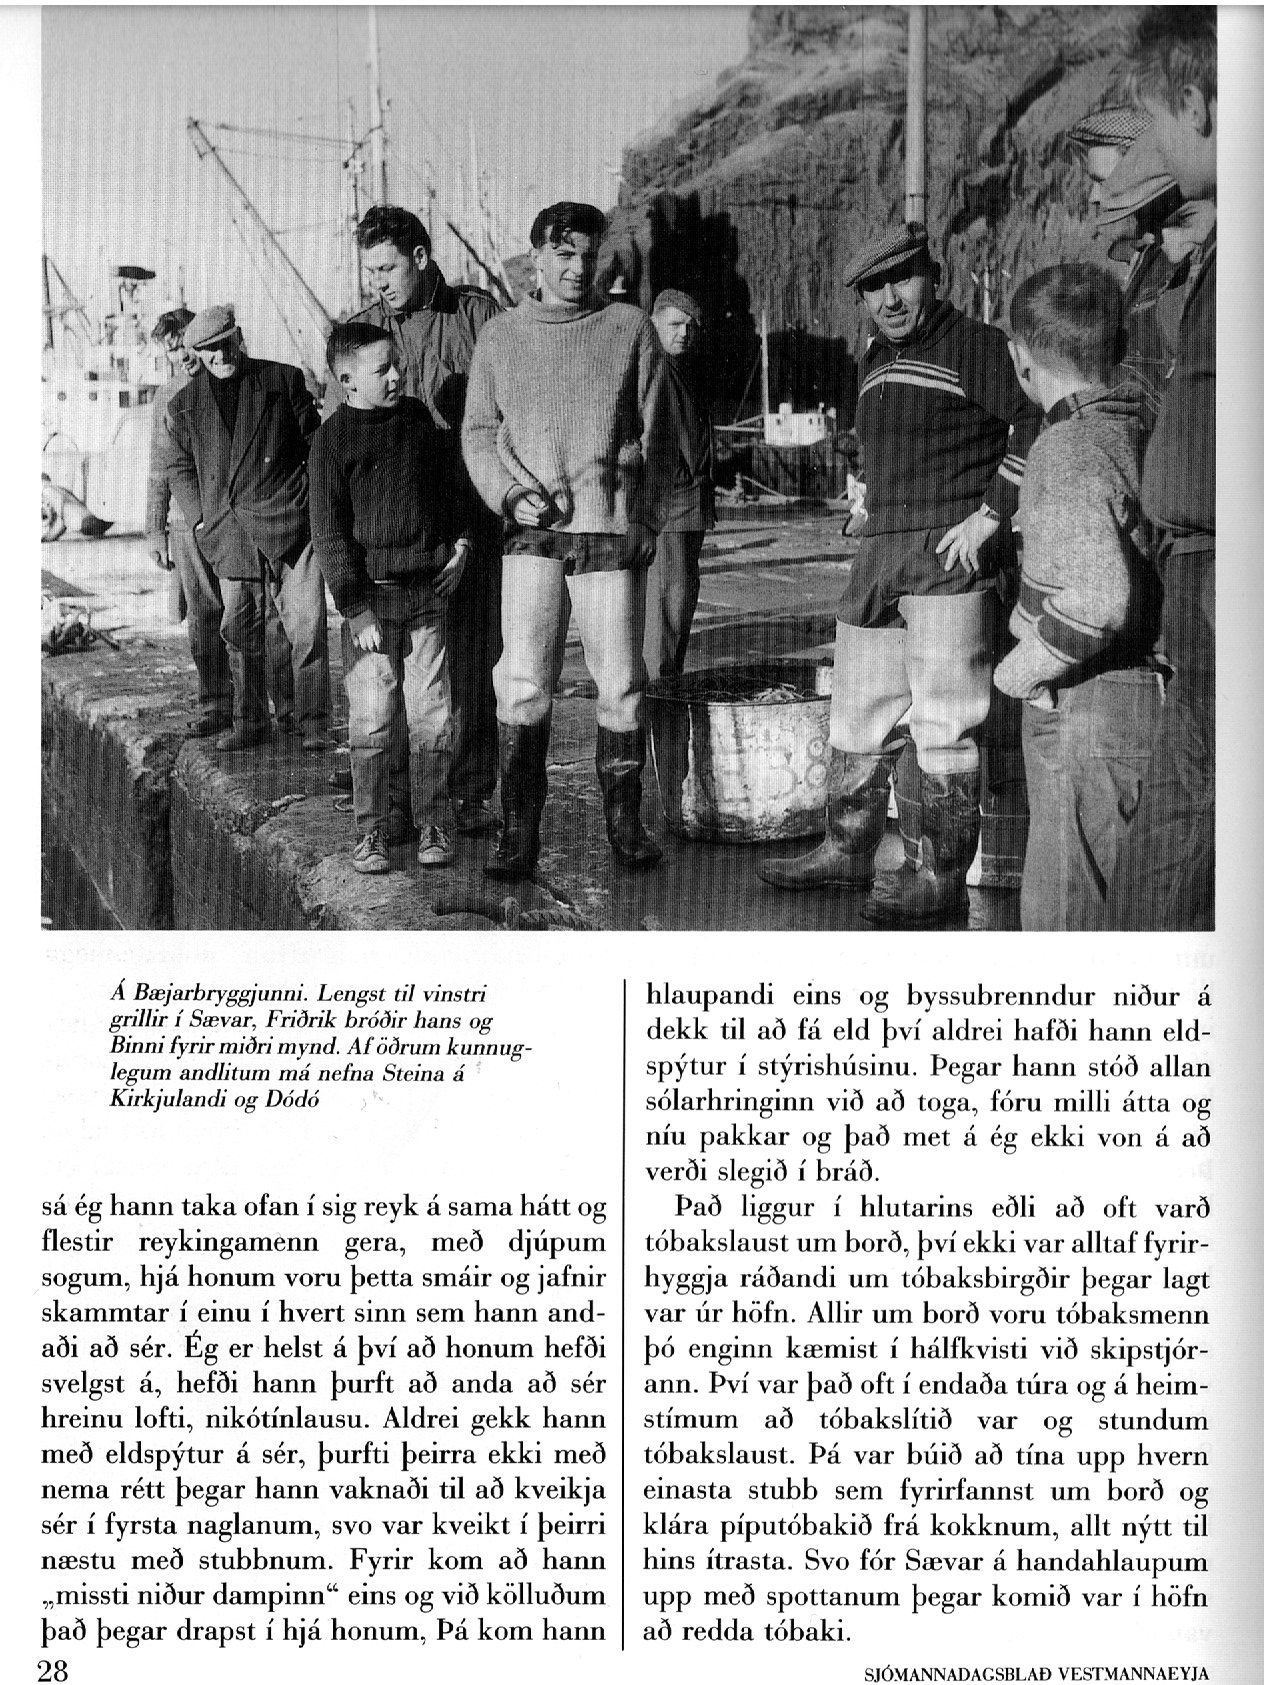 Á Bæjarbryggjunni. Lengst til vinstri
grillir í Sævar, Friðrik bróðir hans og
Binni fyrir miðri mynd. Af öðrum kunnug-
legum andlitum má nefna Steina á
Kirkjulandi og Dódó
sá ég hann taka ofan í sig reyk á sama hátt og
flestir reykingamenn gera, með djúpum
sogum, hjá honum voru þetta smáir og jafnir
skammtar í einu í hvert sinn sem hann and-
aði að sér. Ég er helst á því að honum hefði
svelgst á, hefði hann þurft að anda að sér
hreinu lofti, nikótínlausu. Aldrei gekk hann
með eldspýtur á sér, þurfti þeirra ekki með
nema rétt þegar hann vaknaði til að kveikja
sér í fyrsta naglanum, svo var kveikt í þeirri
næstu með stubbnum. Fyrir kom að hann
„missti niður dampinn“ eins og við kölluðum
það þegar drapst í hjá honum, Þá kom hann
hlaupandi eins og byssubrenndur niður á
dekk til að fá eld því aldrei hafði hann eld-
spýtur í stýrishúsinu. Þegar hann stóð allan
sólarhringinn við að toga, fóru milli átta og
níu pakkar og það met á ég ekki von á að
verði slegið í bráð.
Það liggur í hlutarins eðli að oft varð
tóbakslaust um borð, því ekki var alltaf fyrir-
hyggja ráðandi um tóbaksbirgðir þegar lagt
var úr höfn. Allir um borð voru tóbaksmenn
þó enginn kæmist í hálfkvisti við skipstjór-
ann. Því var það oft í endaða túra og á heim-
stímum að tóbakslítið var og stundum
tóbakslaust. Þá var búið að tína upp hvern
einasta stubb sem fyrirfannst um borð og
klára píputóbakið frá kokknum, allt nýtt til
hins ítrasta. Svo fór Sævar á handahlaupum
upp með spottanum þegar komið var í höfn
að redda tóbaki.
28
SJÓMANNADAGSBLAÐ VESTMANNAEYJA